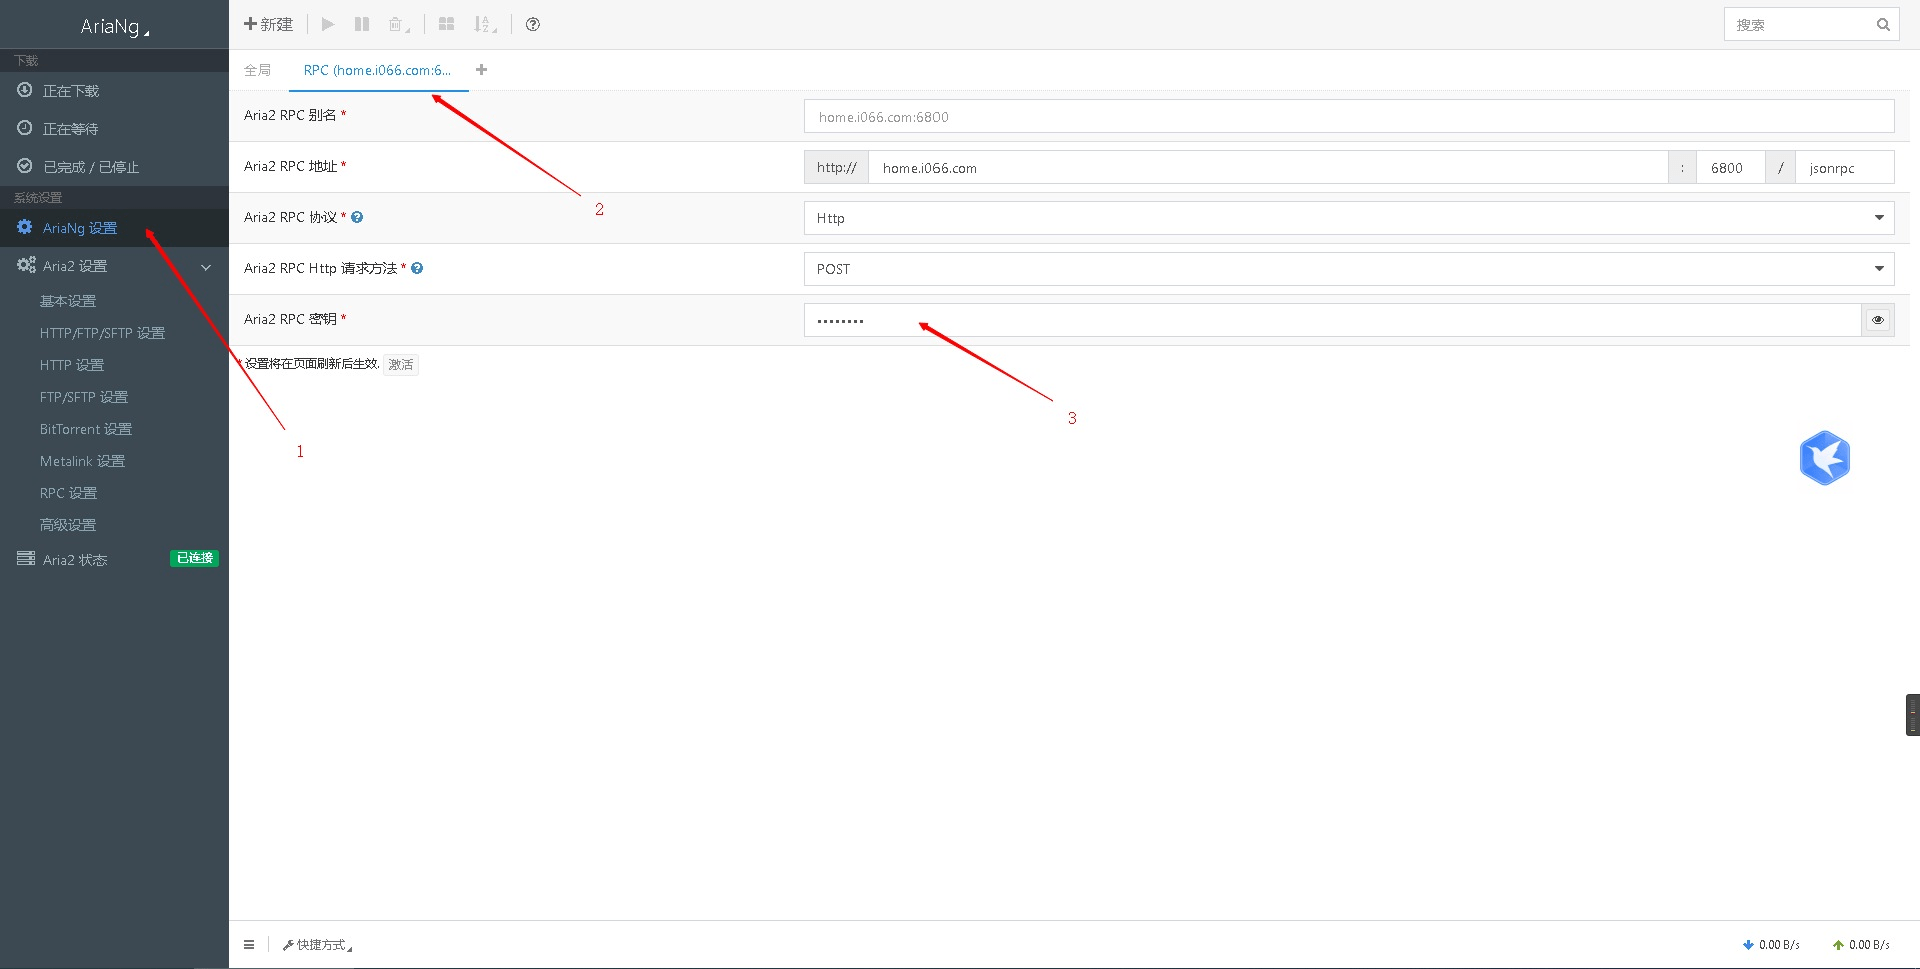 AriaNg
下载
正在下载
正在等待
已完成 / 已停止
系统设置
AriaNg 设置
Aria2 设置
基本设置
HTTP/FTP/SFTP 设置
HTTP 设置
FTP/SFTP 设置
BitTorrent 设置
Metalink 设置
RPC 设置
高级设置
Aria2 状态 已连接
新建
搜索
全局 RPC (home.i066.com:6...
Aria2 RPC 别名 * home.i066.com:6800
Aria2 RPC 地址 * http:// home.i066.com : 6800 / jsonrpc
Aria2 RPC 协议 * Http
Aria2 RPC Http 请求方法 * POST
Aria2 RPC 密钥 * ••••••••
* 设置将在页面刷新后生效. 激活
1
2
3
快捷方式
0.00 B/s 0.00 B/s